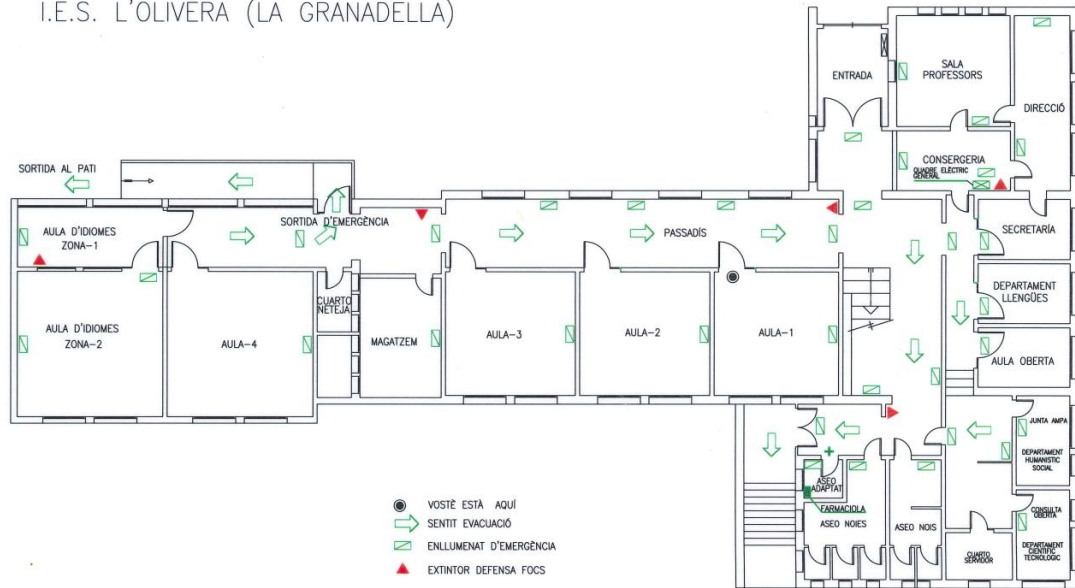 I.E.S. L'OLIVERA (LA GRANADELLA)
ENTRADA
SALA
PROFESSORS
DIRECCIÓ
CONSERGERIA
QUADRE ELÈCTRIC
GENERAL
SORTIDA AL PATI
SORTIDA D'EMERGÈNCIA
AULA D'IDIOMES
ZONA-1
PASSADÍS
SECRETARÍA
DEPARTAMENT
LLENGÜES
AULA OBERTA
AULA D'IDIOMES
ZONA-2
AULA-4
CUARTO
NETEJA
MAGATZEM
AULA-3
AULA-2
AULA-1
JUNTA AMPA
DEPARTAMENT
HUMANISTIC
SOCIAL
ASEO
ADAPTAT
FARMACIOLA
ASEO NOIES
ASEO NOIS
CUARTO
SERVIDOR
CONSULTA
OBERTA
DEPARTAMENT
CIENTIFIC
TECNOLOGIC
VOSTÈ ESTÀ AQUÍ
SENTIT EVACUACIÓ
ENLLUMENAT D'EMERGÈNCIA
EXTINTOR DEFENSA FOCS